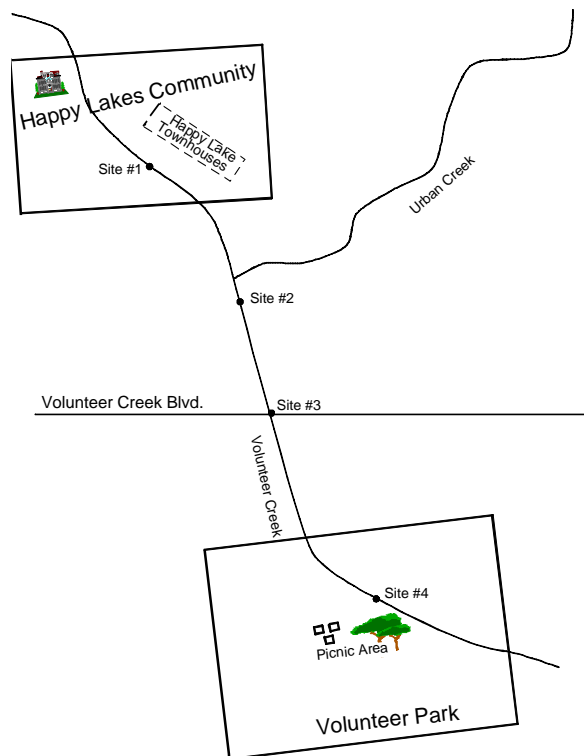 Happy Lakes Community
Happy Lake
Townhouses
Site #1
Urban Creek
Site #2
Volunteer Creek Blvd.
Site #3
Volunteer Creek
Site #4
Picnic Area
Volunteer Park